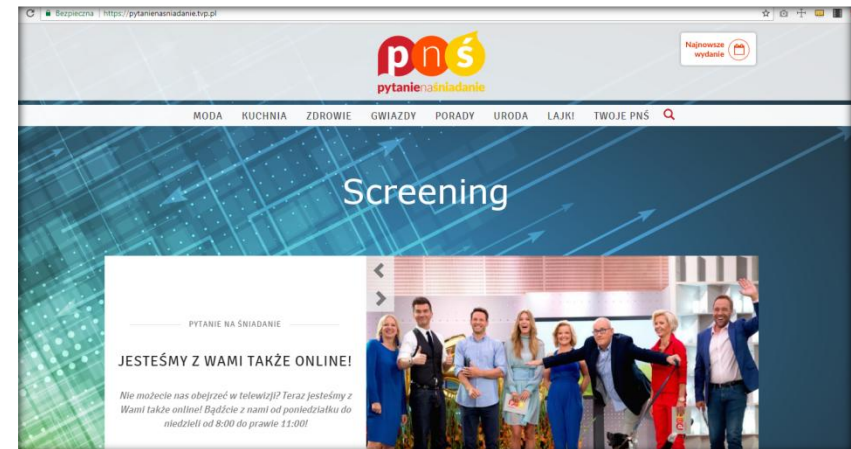 Bezpieczna | https://pytanienasniadanie.tvp.pl
pnś
pytanienaśniadanie
Najnowsze
wydanie
MODA KUCHNIA ZDROWIE GWIAZDY PORADY URODA LAJK! TWOJE PNŚ
Screening
PYTANIE NA ŚNIADANIE
JESTEŚMY Z WAMI TAKŻE ONLINE!
Nie możecie nas obejrzeć w telewizji? Teraz jesteśmy z
Wami także online! Bądźcie z nami od poniedziałku do
niedzieli od 8:00 do prawie 11:00!